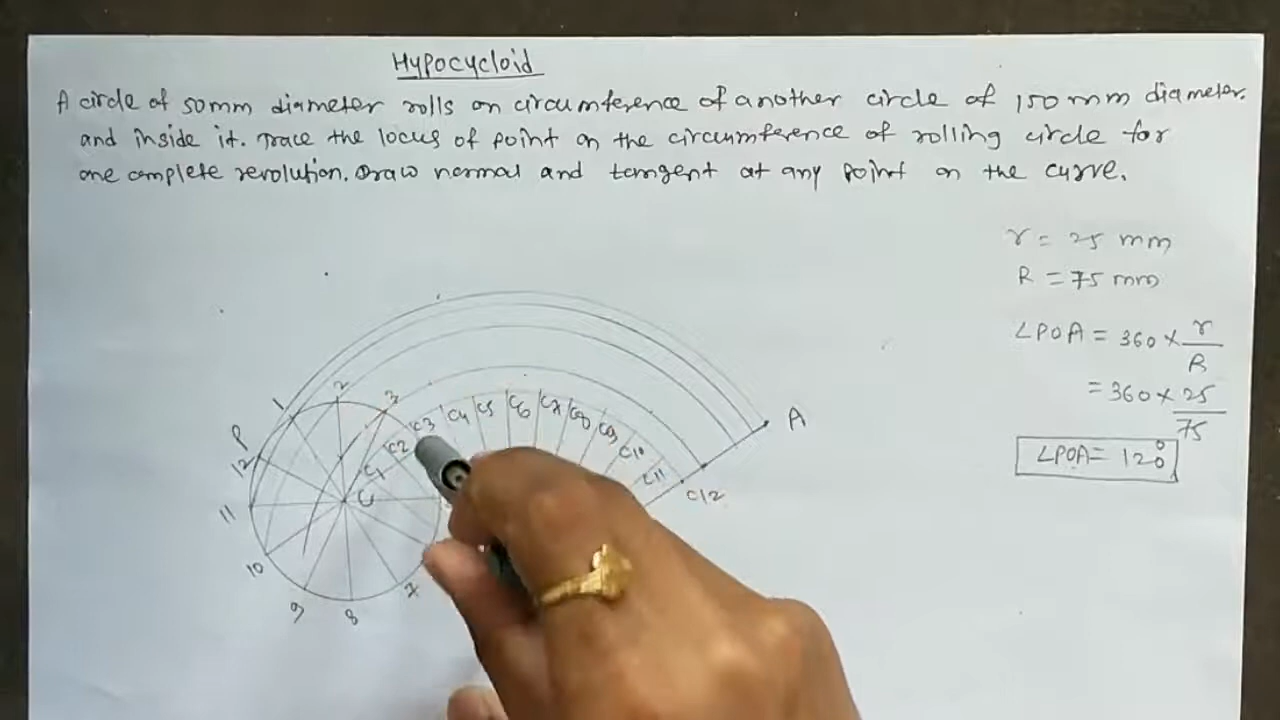 Hypocycloid
A circle of 50mm diameter rolls on circumference of another circle of 150mm diameter.
and inside it. Trace the locus of point on the circumference of rolling circle for
one complete revolution. Draw normal and tangent at any point on the curve.
r = 25 mm
R = 75 mm
∠POA = 360 × r/R
= 360 × 25/75
∠POA = 120°
P
12
1
2
3
11
10
9
8
7
C
C1
C2
C3
C4
C5
C6
C7
C8
C9
C10
C11
C12
A